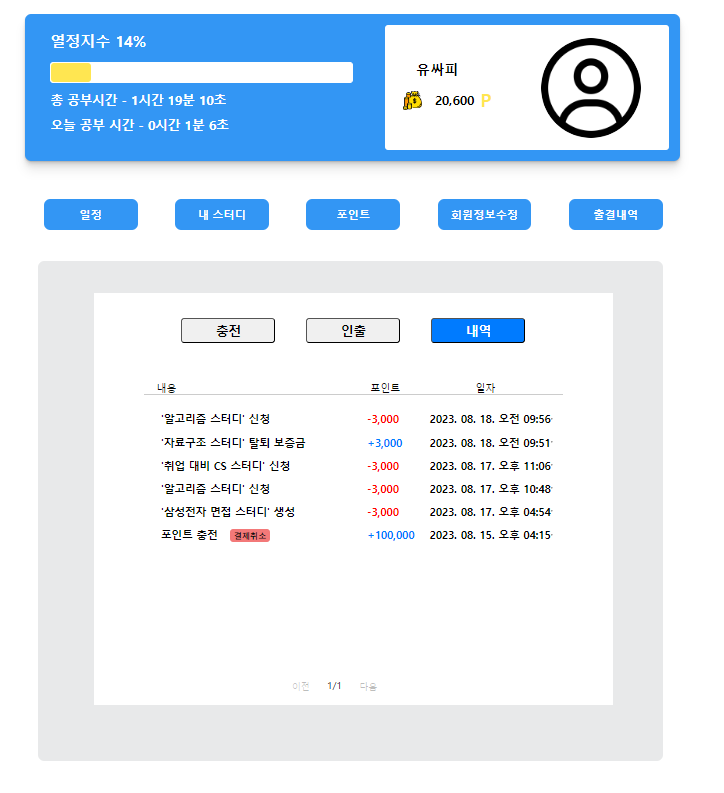 열정지수 14%
총 공부시간 - 1시간 19분 10초
오늘 공부 시간 - 0시간 1분 6초
유싸피
20,600 P
일정 내 스터디 포인트 회원정보수정 출결내역
충전 인출 내역
내용 포인트 일자
'알고리즘 스터디' 신청 -3,000 2023. 08. 18. 오전 09:56
'자료구조 스터디' 탈퇴 보증금 +3,000 2023. 08. 18. 오전 09:51
'취업 대비 CS 스터디' 신청 -3,000 2023. 08. 17. 오후 11:06
'알고리즘 스터디' 신청 -3,000 2023. 08. 17. 오후 10:48
'삼성전자 면접 스터디' 생성 -3,000 2023. 08. 17. 오후 04:54
포인트 충전 결제취소 +100,000 2023. 08. 15. 오후 04:15
이전 1/1 다음